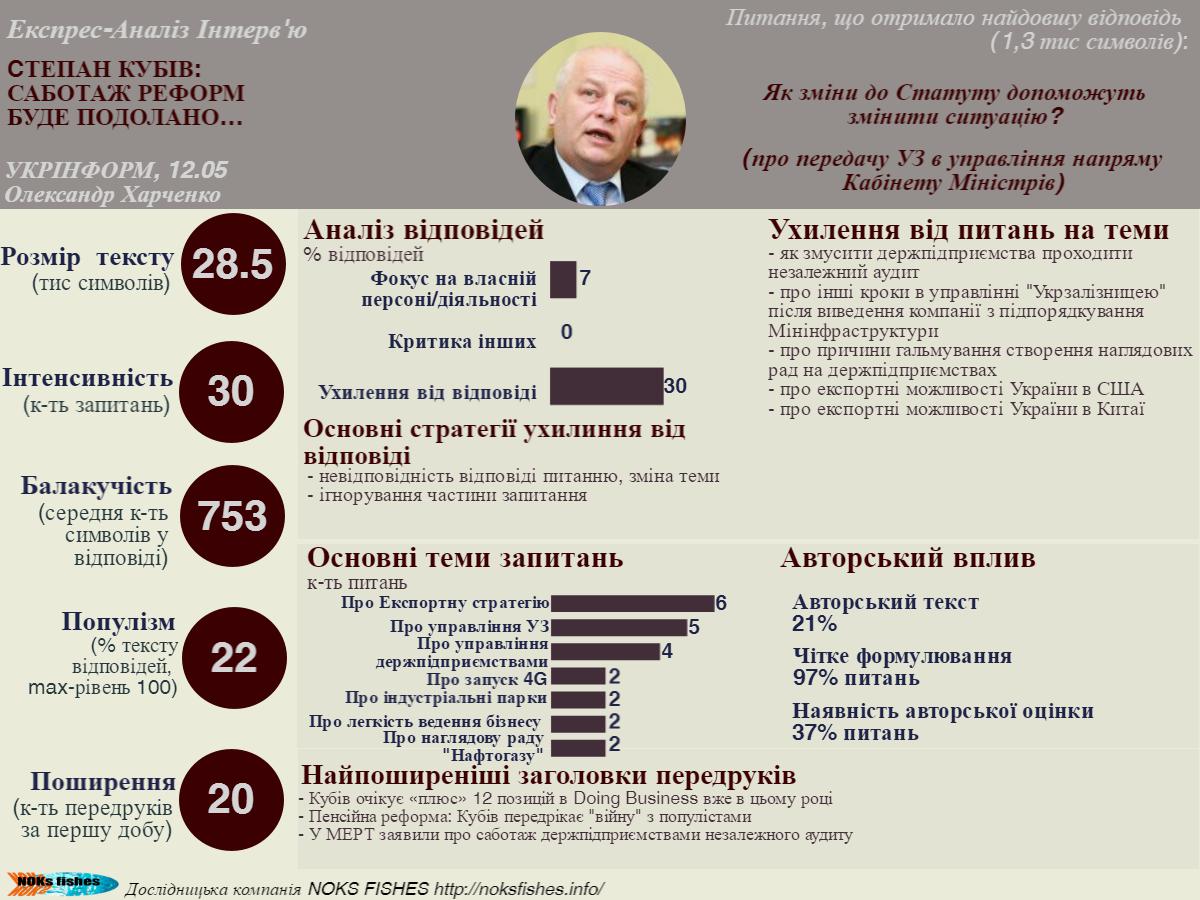 Експрес-Аналіз Інтерв'ю
СТЕПАН КУБІВ:
САБОТАЖ РЕФОРМ
БУДЕ ПОДОЛАНО...
УКРІНФОРМ, 12.05
Олександр Харченко
Питання, що отримало найдовшу відповідь
(1,3 тис символів):
Як зміни до Статуту допоможуть
змінити ситуацію?
(про передачу УЗ в управління напряму
Кабінету Міністрів)
Розмір тексту
(тис символів)
28.5
Інтенсивність
(к-ть запитань)
30
Балакучість
(середня к-ть
символів у
відповіді)
753
Популізм
(% тексту
відповідей,
max-рівень 100)
22
Поширення
(к-ть передруків
за першу добу)
20
Аналіз відповідей
% відповідей
Фокус на власній
персоні/діяльності
7
Критика інших
0
Ухилення від відповіді
30
Основні стратегії ухилиння від
відповіді
- невідповідність відповіді питанню, зміна теми
- ігнорування частини запитання
Ухилення від питань на теми
- як змусити держпідприємства проходити
незалежний аудит
- про інші кроки в управлінні "Укрзалізницею"
після виведення компанії з підпорядкування
Мінінфраструктури
- про причини гальмування створення наглядових
рад на держпідприємствах
- про експортні можливості України в США
- про експортні можливості України в Китаї
Основні теми запитань
к-ть питань
Про Експортну стратегію
6
Про управління УЗ
5
Про управління
держпідприємствами
4
Про запуск 4G
2
Про індустріальні парки
2
Про легкість ведення бізнесу
2
Про наглядову раду
"Нафтогазу"
2
Авторський вплив
Авторський текст
21%
Чітке формулювання
97% питань
Наявність авторської оцінки
37% питань
Найпоширеніші заголовки передруків
- Кубів очікує «плюс» 12 позицій в Doing Business вже в цьому році
- Пенсійна реформа: Кубів передрікає "війну" з популістами
- У МЕРТ заявили про саботаж держпідприємствами незалежного аудиту
NOKs fishes
Дослідницька компанія NOKS FISHES http://noksfishes.info/